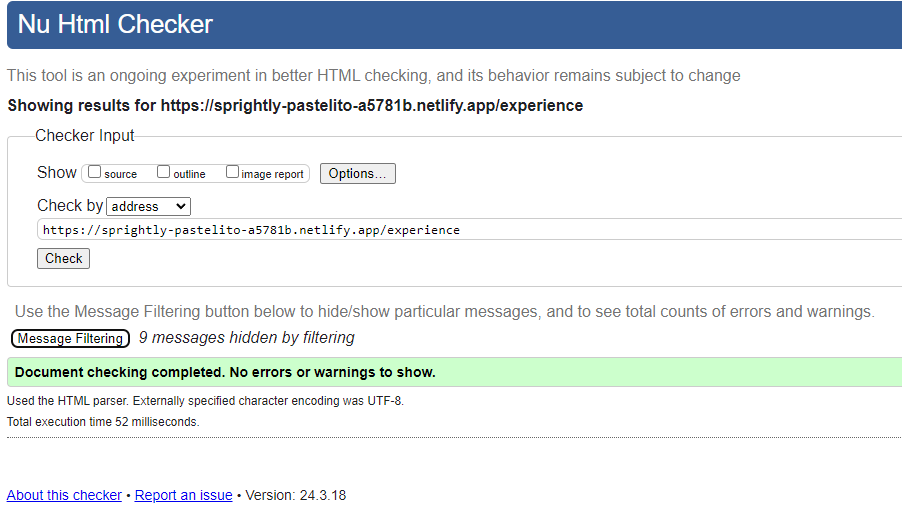 Nu Html Checker
This tool is an ongoing experiment in better HTML checking, and its behavior remains subject to change
Showing results for https://sprightly-pastelito-a5781b.netlify.app/experience
Checker Input
Show source outline image report Options...
Check by address
https://sprightly-pastelito-a5781b.netlify.app/experience
Check
Use the Message Filtering button below to hide/show particular messages, and to see total counts of errors and warnings.
Message Filtering 9 messages hidden by filtering
Document checking completed. No errors or warnings to show.
Used the HTML parser. Externally specified character encoding was UTF-8.
Total execution time 52 milliseconds.
About this checker • Report an issue • Version: 24.3.18